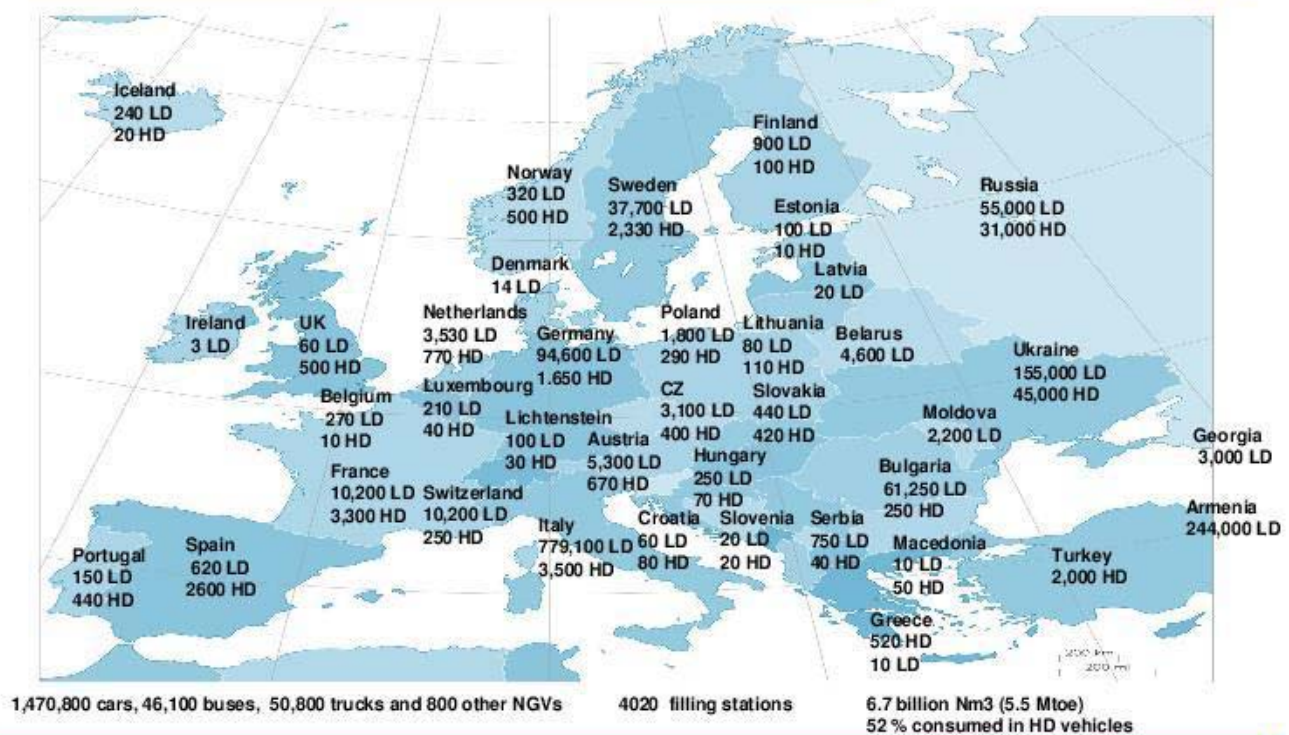 Iceland
240 LD
20 HD
Finland
900 LD
100 HD
Norway
320 LD
500 HD
Sweden
37,700 LD
2,330 HD
Russia
55,000 LD
31,000 HD
Estonia
100 LD
10 HD
Denmark
14 LD
Latvia
20 LD
Ireland
3 LD
UK
60 LD
500 HD
Netherlands
3,530 LD
770 HD
Germany
94,600 LD
1.650 HD
Poland
1,800 LD
290 HD
Lithuania
80 LD
110 HD
Belarus
4,600 LD
Ukraine
155,000 LD
45,000 HD
Belgium
270 LD
10 HD
Luxembourg
210 LD
40 HD
Lichtenstein
100 LD
30 HD
CZ
3,100 LD
400 HD
Slovakia
440 LD
420 HD
Moldova
2,200 LD
Georgia
3,000 LD
France
10,200 LD
3,300 HD
Switzerland
10,200 LD
250 HD
Austria
5,300 LD
670 HD
Hungary
250 LD
70 HD
Bulgaria
61,250 LD
250 HD
Armenia
244,000 LD
Portugal
150 LD
440 HD
Spain
620 LD
2600 HD
Italy
779,100 LD
3,500 HD
Croatia
60 LD
80 HD
Slovenia
20 LD
20 HD
Serbia
750 LD
40 HD
Macedonia
10 LD
50 HD
Turkey
2,000 HD
Greece
520 HD
10 LD
200 km
200 mi
1,470,800 cars, 46,100 buses, 50,800 trucks and 800 other NGVs
4020 filling stations
6.7 billion Nm3 (5.5 Mtoe)
52 % consumed in HD vehicles